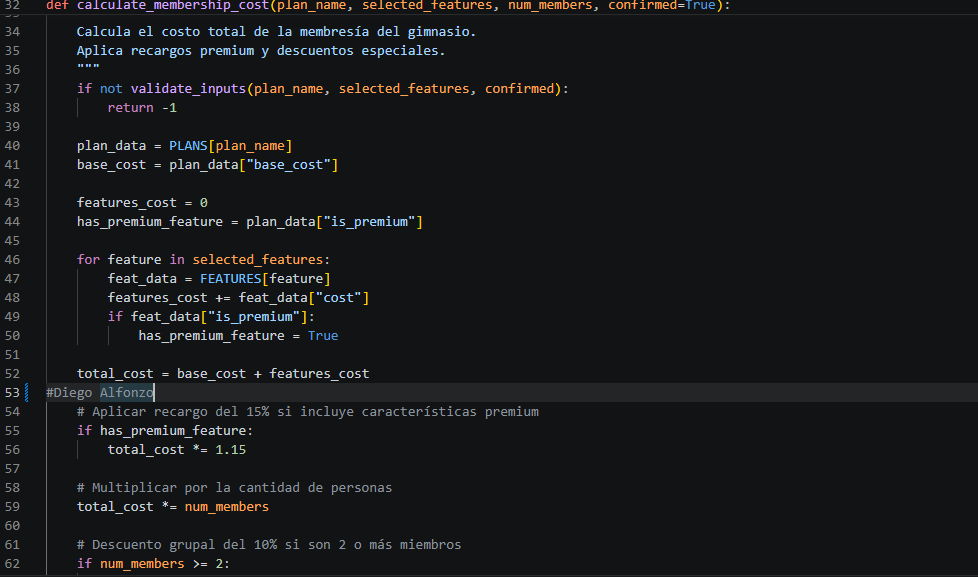 32 def calculate_membership_cost(plan_name, selected_features, num_members, confirmed=True):
34 Calcula el costo total de la membresía del gimnasio.
35 Aplica recargos premium y descuentos especiales.
36 """
37 if not validate_inputs(plan_name, selected_features, confirmed):
38 return -1
39
40 plan_data = PLANS[plan_name]
41 base_cost = plan_data["base_cost"]
42
43 features_cost = 0
44 has_premium_feature = plan_data["is_premium"]
45
46 for feature in selected_features:
47 feat_data = FEATURES[feature]
48 features_cost += feat_data["cost"]
49 if feat_data["is_premium"]:
50 has_premium_feature = True
51
52 total_cost = base_cost + features_cost
53 #Diego Alfonzo
54 # Aplicar recargo del 15% si incluye características premium
55 if has_premium_feature:
56 total_cost *= 1.15
57
58 # Multiplicar por la cantidad de personas
59 total_cost *= num_members
60
61 # Descuento grupal del 10% si son 2 o más miembros
62 if num_members >= 2: